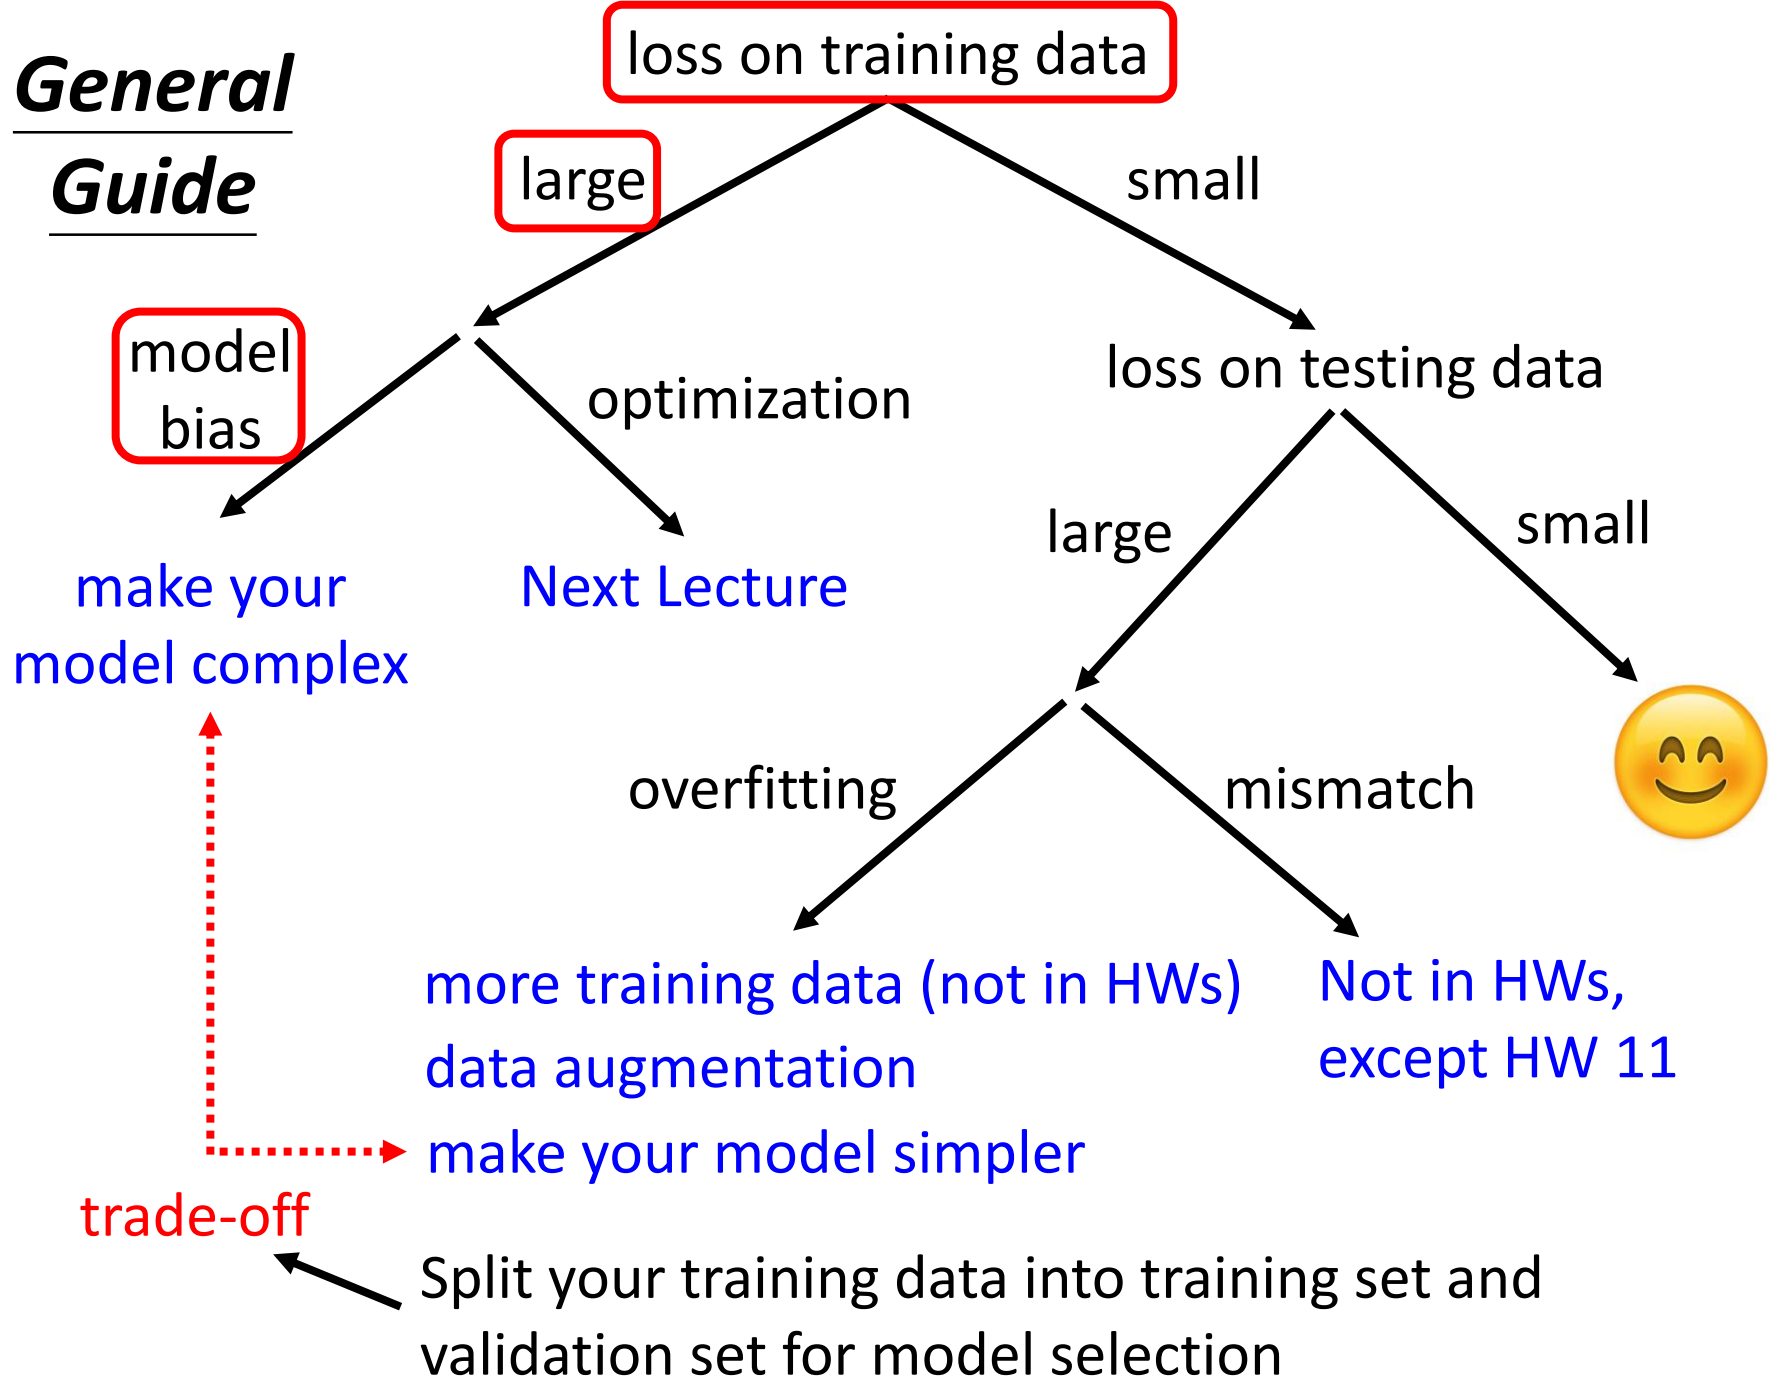 General
Guide
loss on training data
large
small
model
bias
optimization
loss on testing data
make your
model complex
Next Lecture
large
small
overfitting
mismatch
more training data (not in HWs)
data augmentation
make your model simpler
Not in HWs,
except HW 11
trade-off
Split your training data into training set and
validation set for model selection